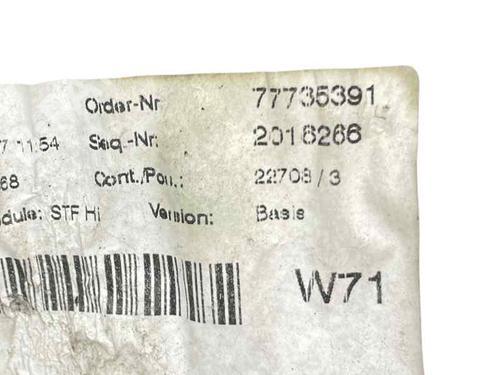 Order-Nr 77735391
7 11:54 Seq.-Nr: 2016266
68 Cont./Pou.: 22708 / 3
dule: STF Hi Version: Basis
W71